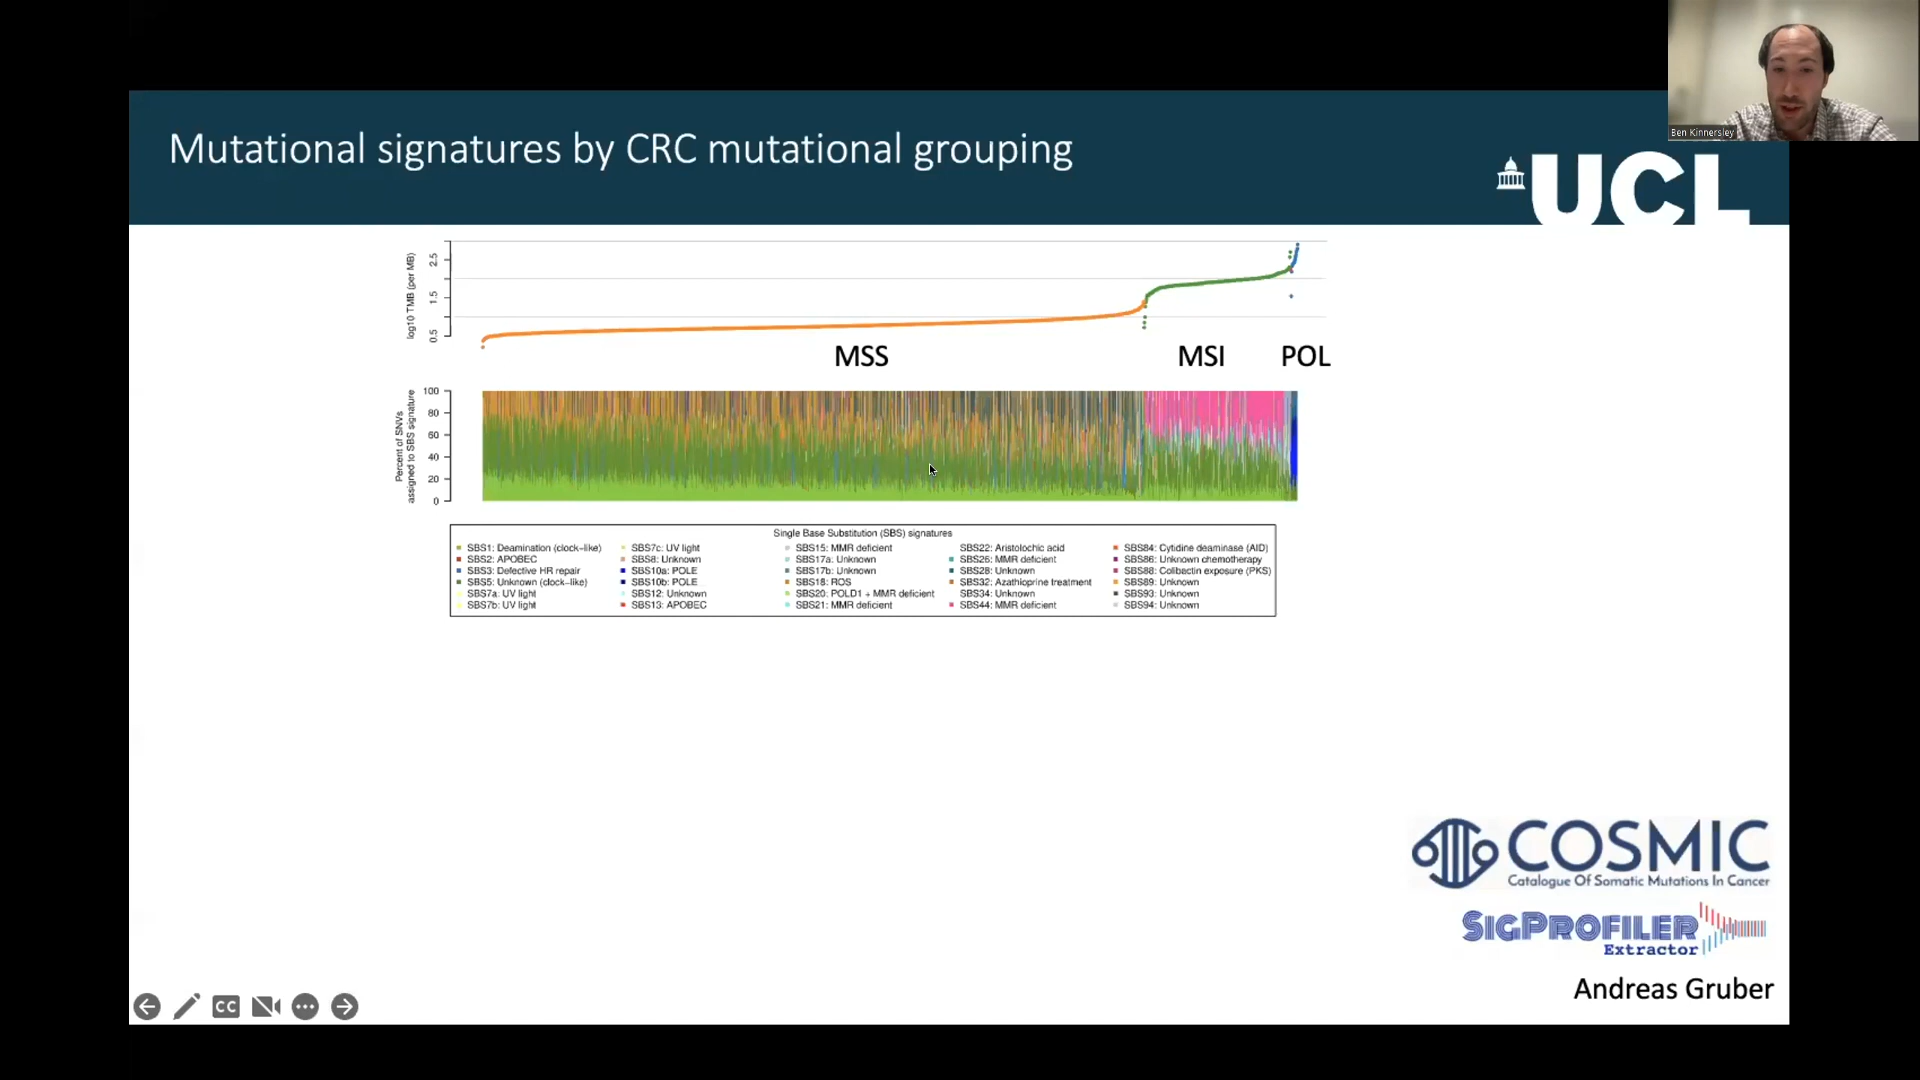 Ben Kinnersley
Mutational signatures by CRC mutational grouping
UCL
log10 TMB (per MB)
2.5
1.5
0.5
MSS
MSI
POL
Percent of SNVs
assigned to SBS signature
100
80
60
40
20
0
Single Base Substitution (SBS) signatures
SBS1: Deamination (clock-like)
SBS2: APOBEC
SBS3: Defective HR repair
SBS5: Unknown (clock-like)
SBS7a: UV light
SBS7b: UV light
SBS7c: UV light
SBS8: Unknown
SBS10a: POLE
SBS10b: POLE
SBS12: Unknown
SBS13: APOBEC
SBS15: MMR deficient
SBS17a: Unknown
SBS17b: Unknown
SBS18: ROS
SBS20: POLD1 + MMR deficient
SBS21: MMR deficient
SBS22: Aristolochic acid
SBS26: MMR deficient
SBS28: Unknown
SBS32: Azathioprine treatment
SBS34: Unknown
SBS44: MMR deficient
SBS84: Cytidine deaminase (AID)
SBS86: Unknown chemotherapy
SBS88: Colibactin exposure (PKS)
SBS89: Unknown
SBS93: Unknown
SBS94: Unknown
COSMIC
Catalogue Of Somatic Mutations In Cancer
SIGPROFILER
Extractor
Andreas Gruber
CC